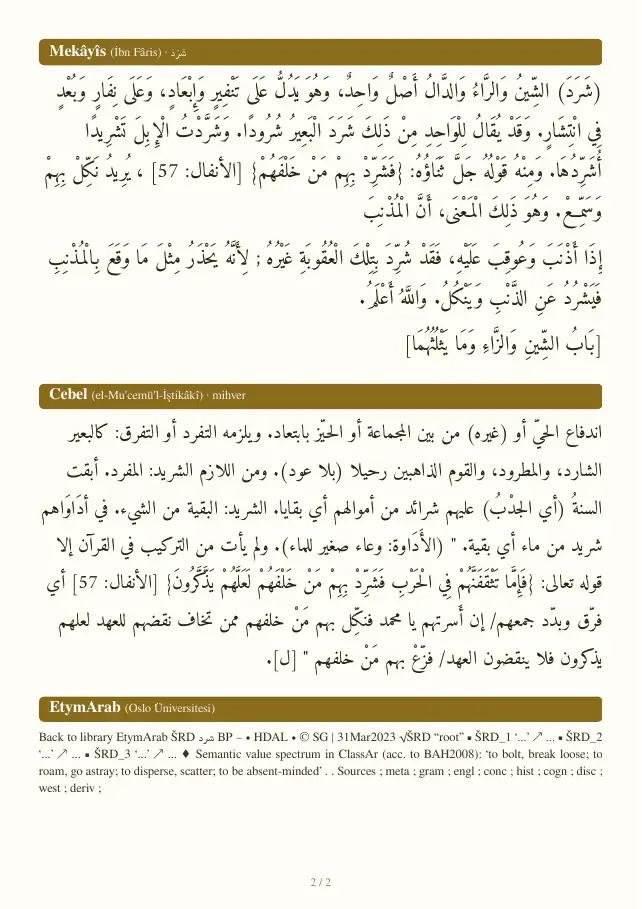 Mekâyîs (İbn Fâris) · شَرَدَ
(شَرَدَ) الشِّينُ وَالرَّاءُ وَالدَّالُ أَصْلٌ وَاحِدٌ، وَهُوَ يَدُلُّ عَلَى تَنْفِيرٍ وَإِبْعَادٍ، وَعَلَى نِفَارٍ وَبُعْدٍ
فِي انْتِشَارٍ. وَقَدْ يُقَالُ لِلْوَاحِدِ مِنْ ذَلِكَ شَرَدَ الْبَعِيرُ شُرُودًا. وَشَرَّدْتُ الْإِبِلَ تَشْرِيدًا
أُشَرِّدُهَا. وَمِنْهُ قَوْلُهُ جَلَّ ثَنَاؤُهُ: {فَشَرِّدْ بِهِمْ مَنْ خَلْفَهُمْ} [الأنفال: 57] ، يُرِيدُ نَكِّلْ بِهِمْ
وَسَمِّعْ. وَهُوَ ذَلِكَ الْمَعْنَى، أَنَّ الْمُذْنِبَ
إِذَا أَذْنَبَ وَعُوقِبَ عَلَيْهِ، فَقَدْ شُرِّدَ بِتِلْكَ الْعُقُوبَةِ غَيْرُهُ ; لِأَنَّهُ يَحْذَرُ مِثْلَ مَا وَقَعَ بِالْمُذْنِبِ
فَيَشْرُدُ عَنِ الذَّنْبِ وَيَنْكُلُ. وَاللَّهُ أَعْلَمُ.
[بَابُ الشِّينِ وَالزَّاءِ وَمَا يَثْلُثُهُمَا]
Cebel (el-Mu'cemü'l-İştikâkî) · mihver
اندفاع الحيّ أو (غيره) من بين المجماعة أو الحيّز بابتعاد. ويلزمه التفرد أو التفرق: كالبعير
الشارد، والمطرود، والقوم الذاهبين رحيلا (بلا عود). ومن اللازم الشريد: المفرد. أبقت
السنةُ (أي الجدْبُ) عليهم شرائد من أموالهم أي بقايا. الشريد: البقية من الشيء. في أدَاوَاهم
شريد من ماء أي بقية. " (الأَدَاوة: وعاء صغير للماء). ولم يأت من التركيب في القرآن إلا
قوله تعالى: {فَإِمَّا تَثْقَفَنَّهُمْ فِي الْحَرْبِ فَشَرِّدْ بِهِمْ مَنْ خَلْفَهُمْ لَعَلَّهُمْ يَذَّكَّرُونَ} [الأنفال: 57] أي
فرّق وبدّد جمعهم/ إن أَسرتهم يا محمد فنكِّل بهم مَنْ خلفهم ممن تخاف نقضهم للعهد لعلهم
يذكرون فلا ينقضون العهد/ فزّعْ بهم مَنْ خلفهم " [ل].
EtymArab (Oslo Üniversitesi)
Back to library EtymArab ŠRD شرد BP – • HDAL • © SG | 31Mar2023 √ŠRD “root” ▪ ŠRD_1 ‘...’ ↗ ... ▪ ŠRD_2
‘...’ ↗ ... ▪ ŠRD_3 ‘...’ ↗ ... ♦ Semantic value spectrum in ClassAr (acc. to BAH2008): ‘to bolt, break loose; to
roam, go astray; to disperse, scatter; to be absent-minded’ . . Sources ; meta ; gram ; engl ; conc ; hist ; cogn ; disc ;
west ; deriv ;
2 / 2